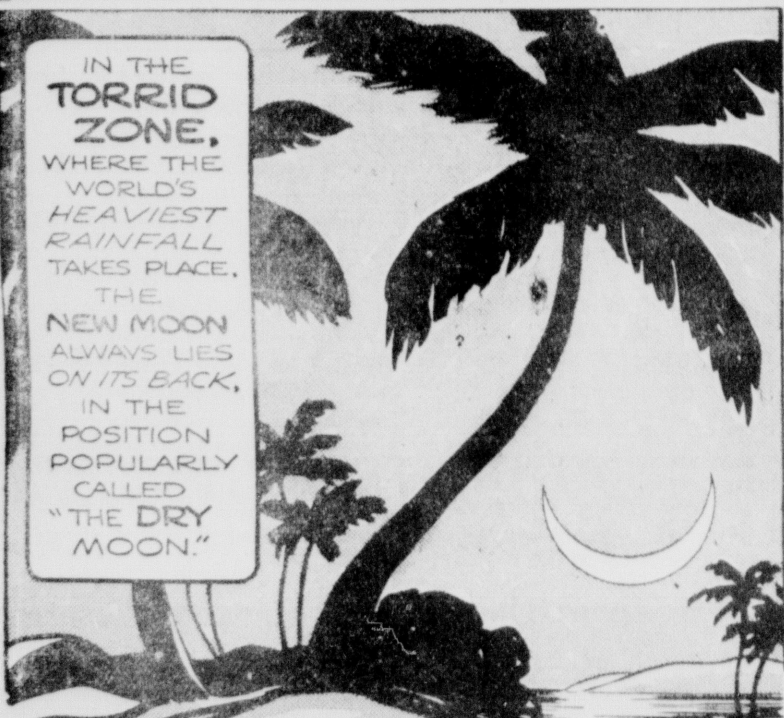 IN THE
TORRID
ZONE,
WHERE THE
WORLD'S
HEAVIEST
RAINFALL
TAKES PLACE,
THE
NEW MOON
ALWAYS LIES
ON ITS BACK,
IN THE
POSITION
POPULARLY
CALLED
"THE DRY
MOON."